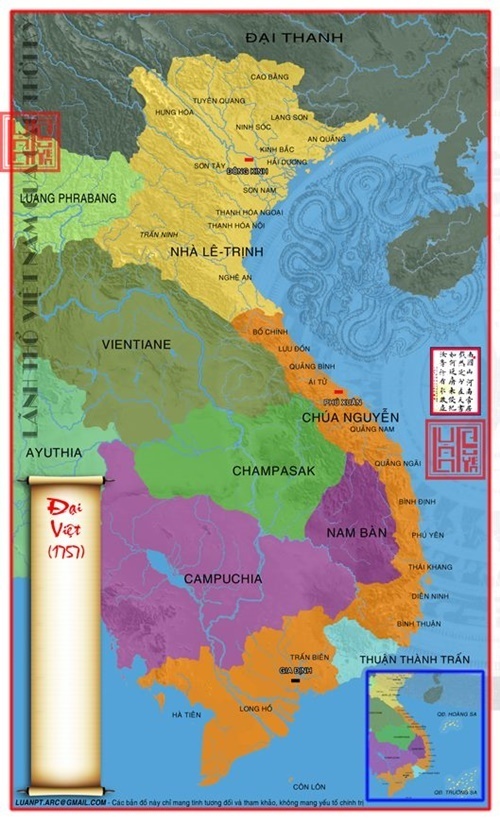 ĐẠI THANH
CAO BẰNG
TUYÊN QUANG
HƯNG HÓA
LẠNG SƠN
NINH SÓC
AN QUẢNG
KINH BẮC
HẢI DƯƠNG
SƠN TÂY
ĐÔNG KINH
SƠN NAM
LUANG PHRABANG
THANH HÓA NGOẠI
THANH HÓA NỘI
TRẤN NINH
NHÀ LÊ-TRỊNH
NGHỆ AN
BỐ CHÍNH
VIENTIANE
LƯU ĐỒN
QUẢNG BÌNH
ÁI TỬ
PHÚ XUÂN
CHÚA NGUYỄN
QUẢNG NAM
AYUTHIA
CHAMPASAK
QUẢNG NGÃI
BÌNH ĐỊNH
NAM BÀN
PHÚ YÊN
THÁI KHANG
CAMPUCHIA
DIÊN NINH
BÌNH THUẬN
TRẤN BIÊN
THUẬN THÀNH TRẤN
GIA ĐỊNH
LONG HỒ
HÀ TIÊN
CÔN LÔN
Đại
Việt
(1757)
QĐ. HOÀNG SA
QĐ. TRƯỜNG SA
LUANPT.ARC@GMAIL.COM - Các bản đồ này chỉ mang tính tương đối và tham khảo, không mang yếu tố chính trị
LÃNH THỔ VIỆT NAM QUA